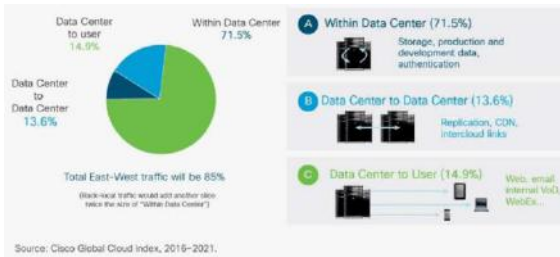 Data Center
to user
14.9%
Within Data Center
71.5%
Data Center
to
Data Center
13.6%
Total East-West traffic will be 85%
(Rack-local traffic would add another slice
twice the size of "Within Data Center")
Source: Cisco Global Cloud Index, 2016-2021.
A Within Data Center (71.5%)
Storage, production and
development data,
authentication
B Data Center to Data Center (13.6%)
Replication, CDN,
intercloud links
C Data Center to User (14.9%)
Web, email
internal VoD,
WebEx...